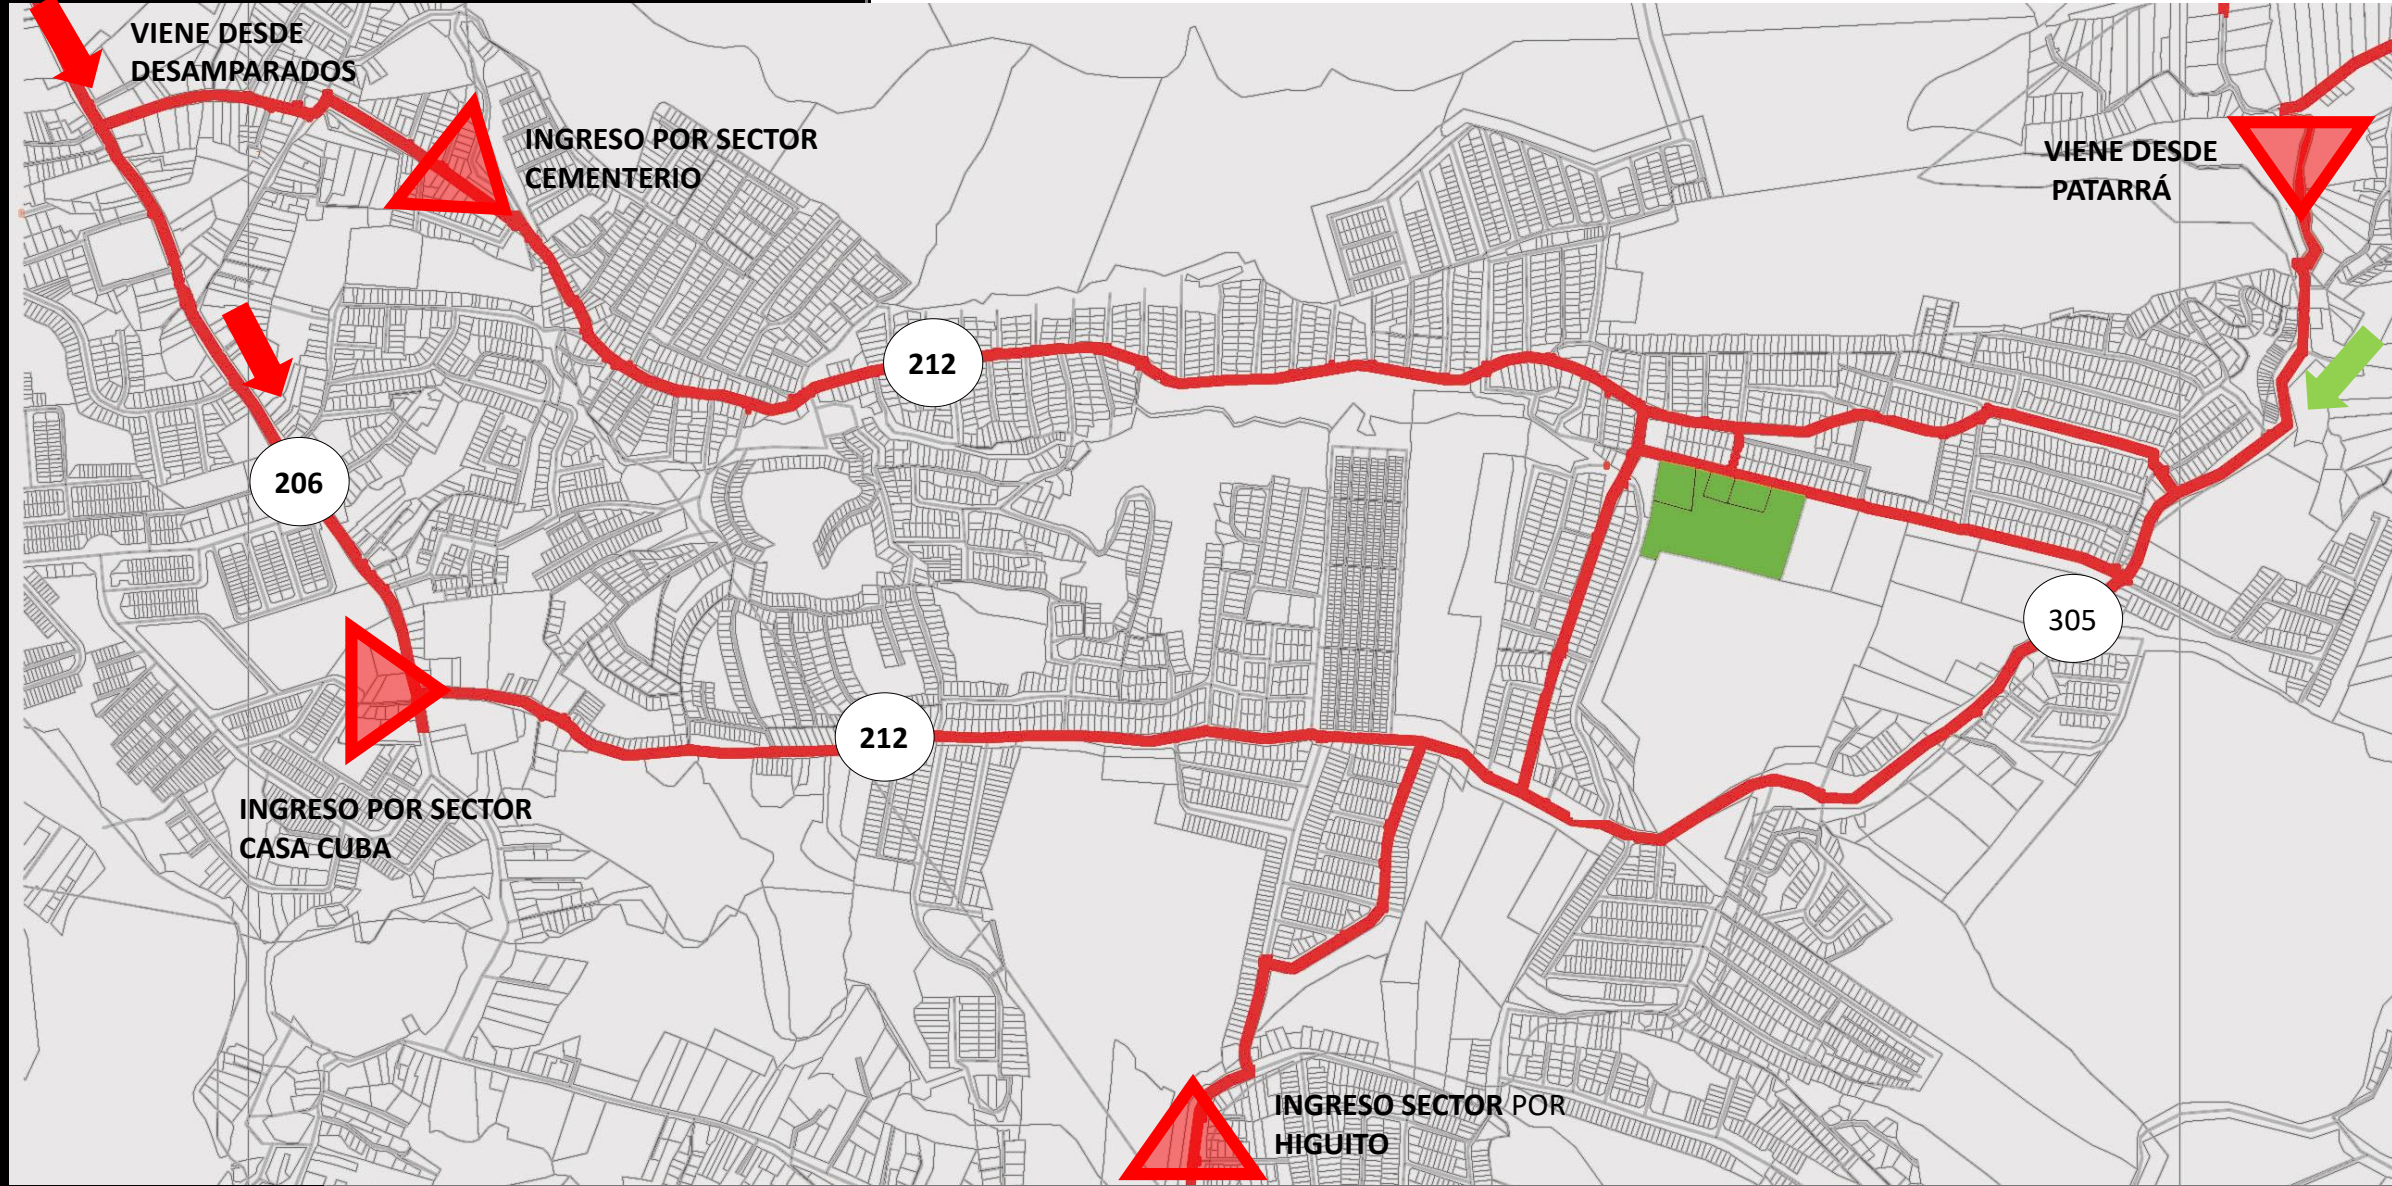 VIENE DESDE
DESAMPARADOS
INGRESO POR SECTOR
CEMENTERIO
VIENE DESDE
PATARRÁ
212
206
305
212
INGRESO POR SECTOR
CASA CUBA
INGRESO SECTOR POR
HIGUITO